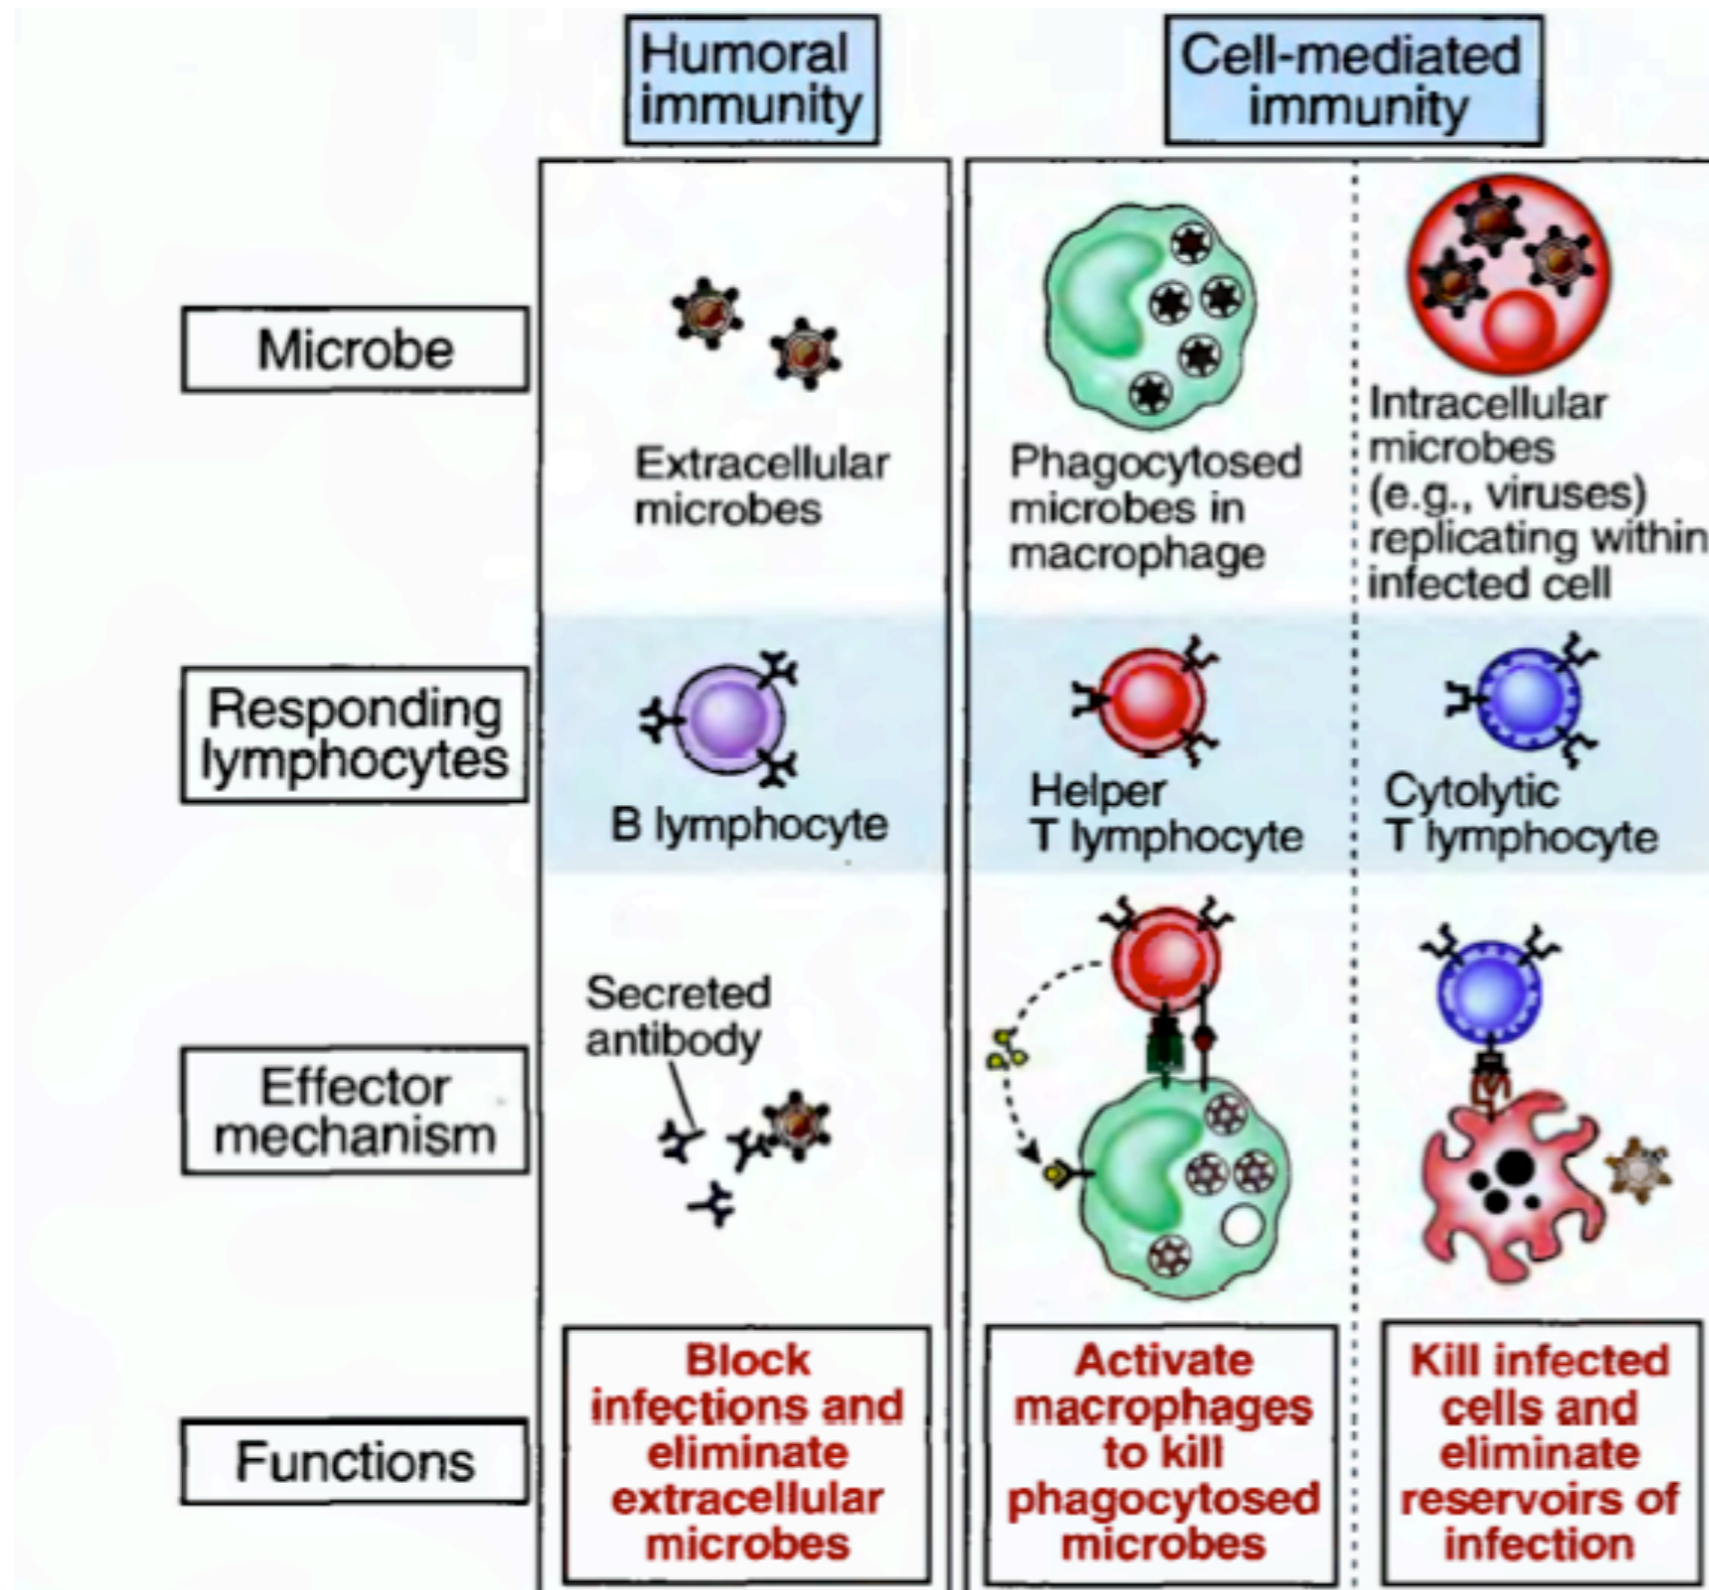 Humoral
immunity
Cell-mediated
immunity
Microbe
Extracellular
microbes
Phagocytosed
microbes in
macrophage
Intracellular
microbes
(e.g., viruses)
replicating within
infected cell
Responding
lymphocytes
B lymphocyte
Helper
T lymphocyte
Cytolytic
T lymphocyte
Effector
mechanism
Secreted
antibody
Functions
Block
infections and
eliminate
extracellular
microbes
Activate
macrophages
to kill
phagocytosed
microbes
Kill infected
cells and
eliminate
reservoirs of
infection